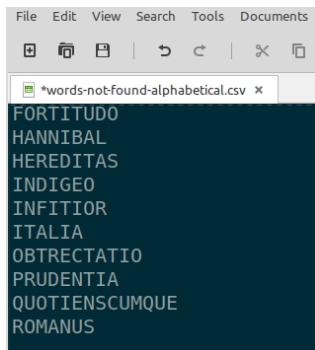 File Edit View Search Tools Documents
*words-not-found-alphabetical.csv ×
FORTITUDO
HANNIBAL
HEREDITAS
INDIGEO
INFITIOR
ITALIA
OBTRECTATIO
PRUDENTIA
QUOTIENSCUMQUE
ROMANUS